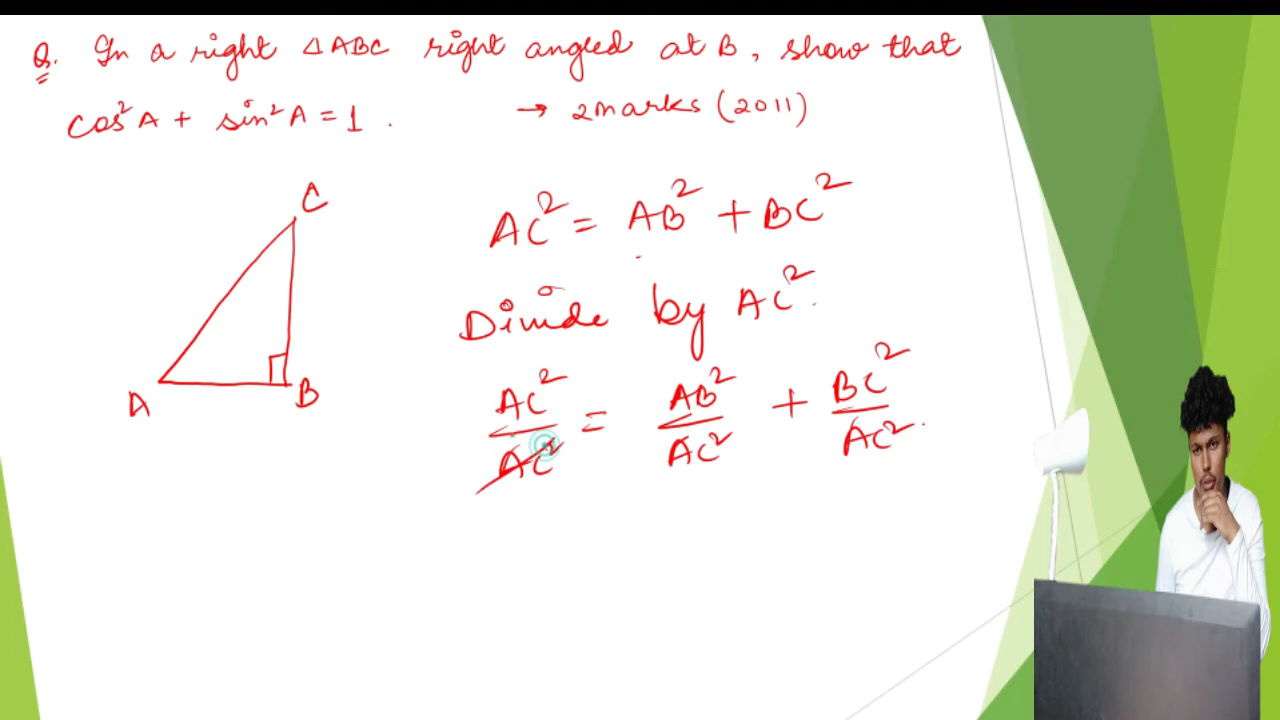 Q. In a right △ABC right angled at B, show that
cos²A + sin²A = 1. → 2marks (2011)
C
A
B
AC² = AB² + BC²
Divide by AC².
AC²/AC² = AB²/AC² + BC²/AC².